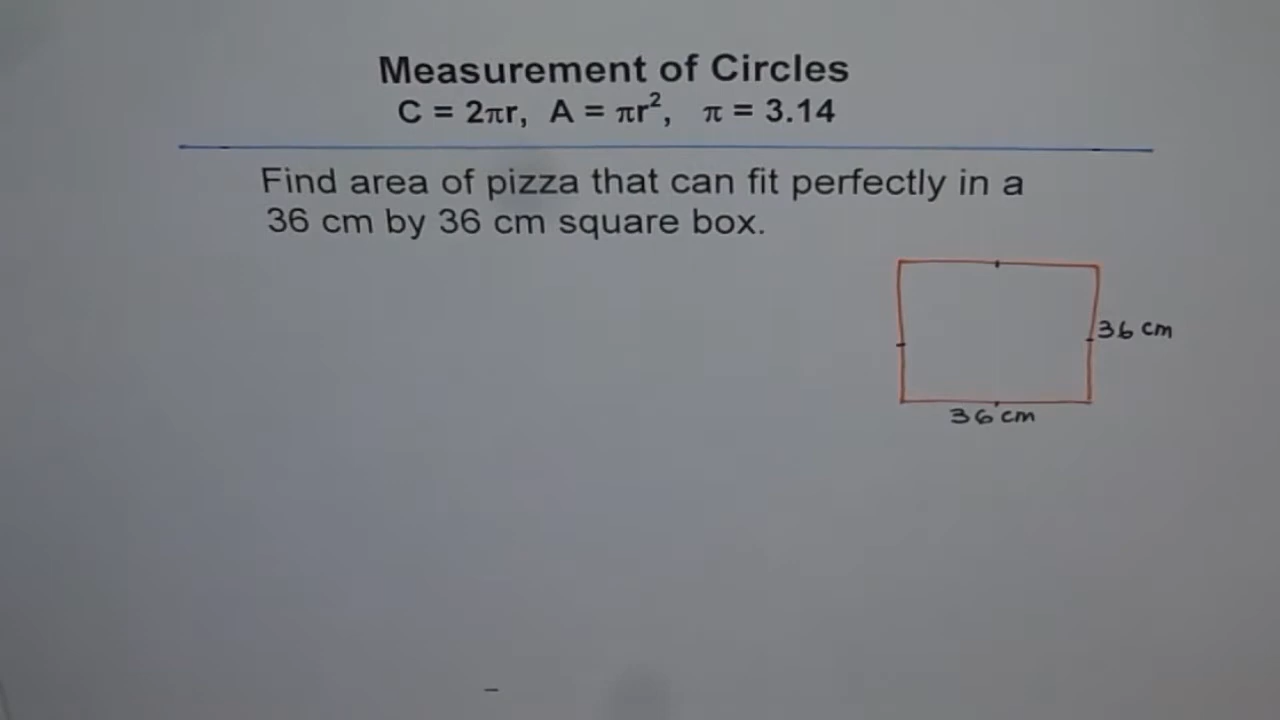 Measurement of Circles
C = 2πr, A = πr², π = 3.14
Find area of pizza that can fit perfectly in a
36 cm by 36 cm square box.
36 cm
36 cm